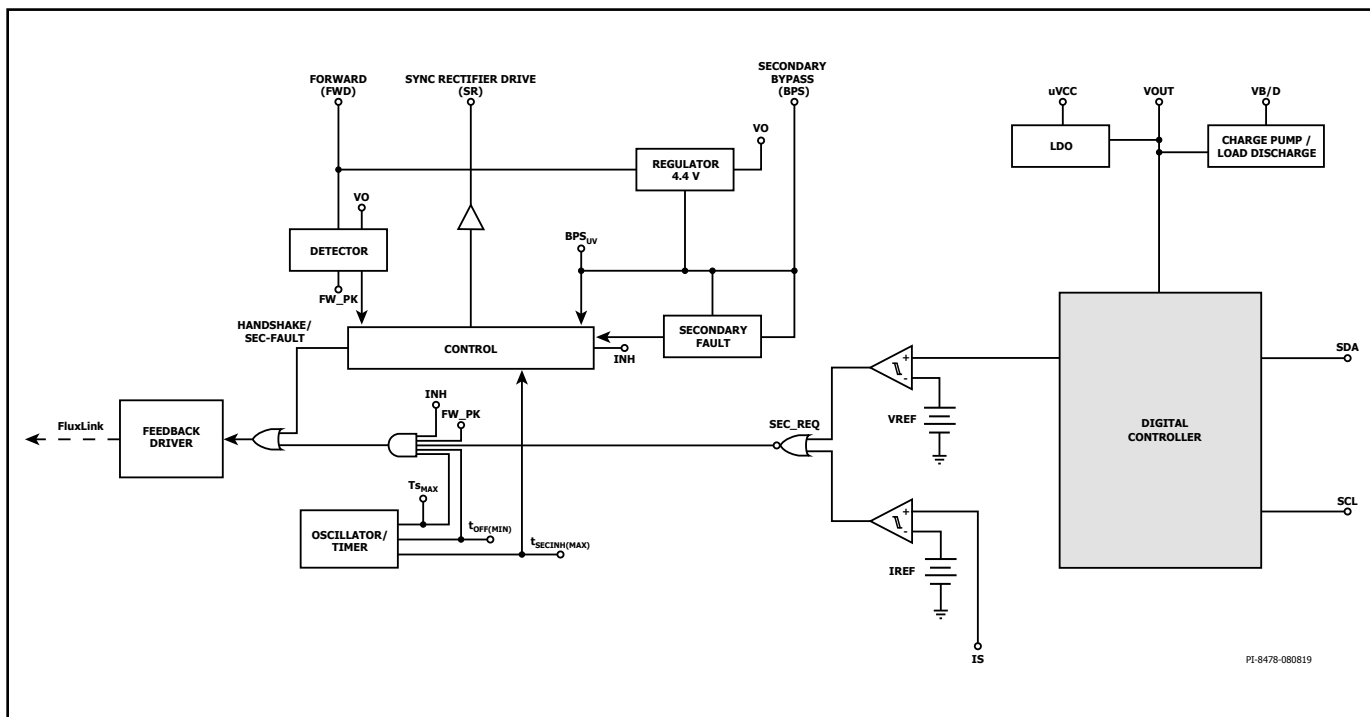 FORWARD
(FWD)
SYNC RECTIFIER DRIVE
(SR)
SECONDARY
BYPASS
(BPS)
uVCC
VOUT
VB/D
LDO
CHARGE PUMP /
LOAD DISCHARGE
VO
REGULATOR
4.4 V
VO
DETECTOR
FW_PK
BPS_UV
HANDSHAKE/
SEC-FAULT
CONTROL
SECONDARY
FAULT
INH
+
-
VREF
SDA
INH
FW_PK
SEC_REQ
FluxLink
FEEDBACK
DRIVER
DIGITAL
CONTROLLER
Ts_MAX
OSCILLATOR/
TIMER
t_OFF(MIN)
t_SECINH(MAX)
+
-
IREF
SCL
IS
PI-8478-080819